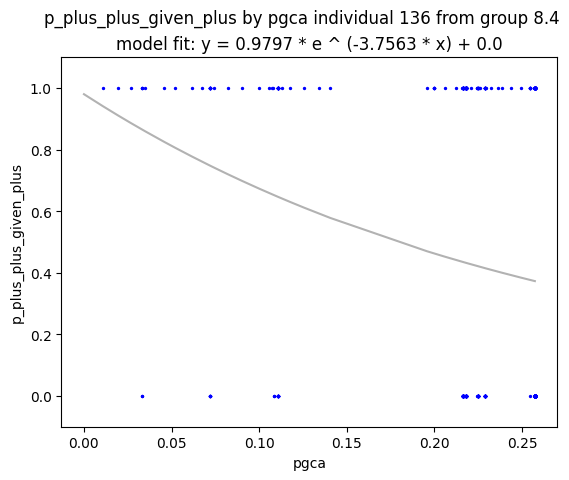 p_plus_plus_given_plus by pgca individual 136 from group 8.4
model fit: y = 0.9797 * e ^ (-3.7563 * x) + 0.0
1.0
0.8
0.6
0.4
0.2
0.0
p_plus_plus_given_plus
0.00 0.05 0.10 0.15 0.20 0.25
pgca